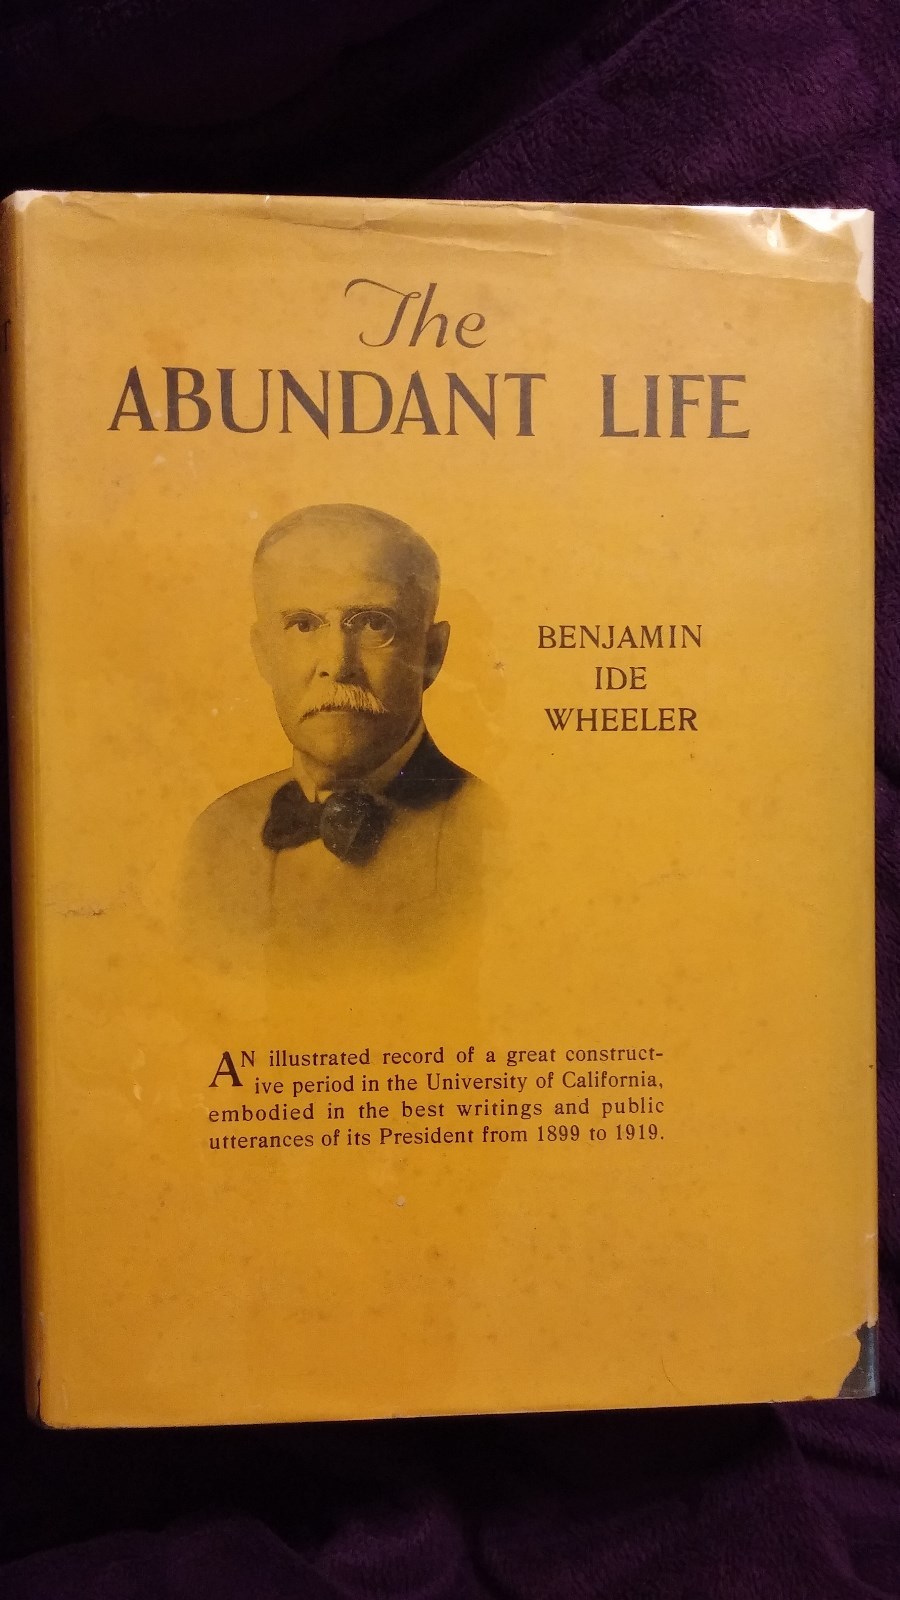 The
ABUNDANT LIFE
BENJAMIN
IDE
WHEELER
AN illustrated record of a great construct-
ive period in the University of California,
embodied in the best writings and public
utterances of its President from 1899 to 1919.